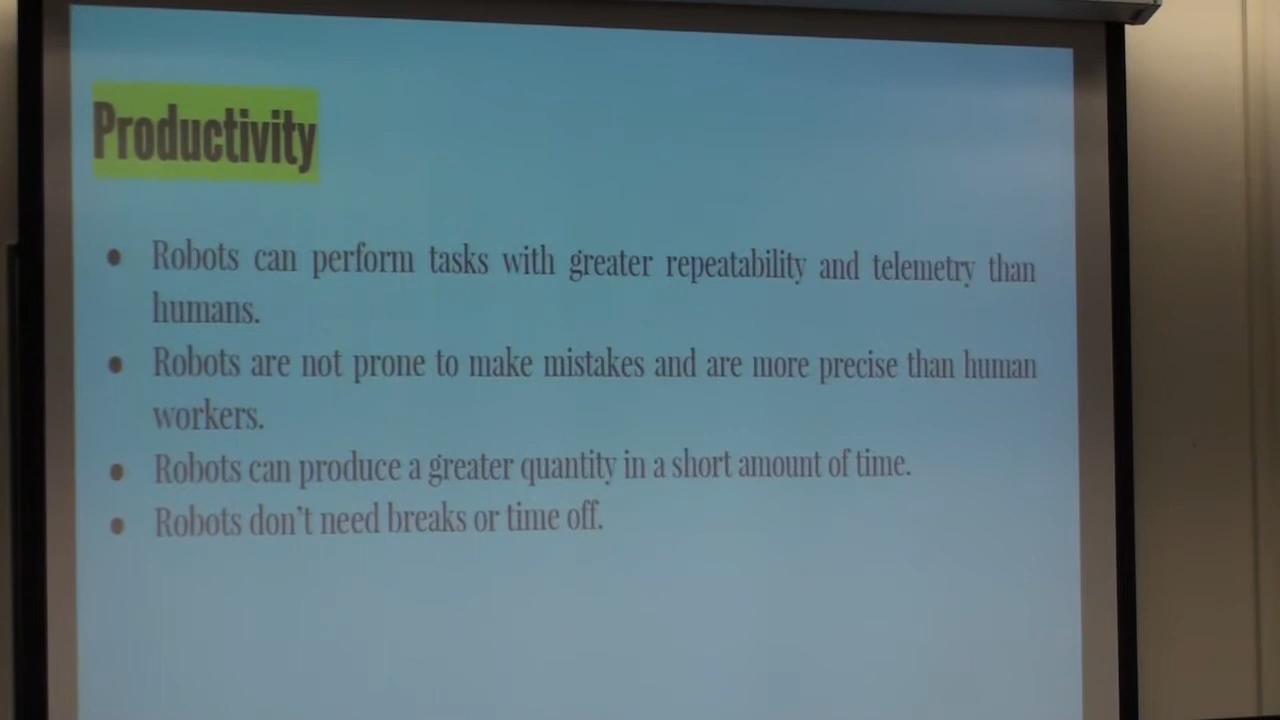 Productivity
● Robots can perform tasks with greater repeatability and telemetry than
humans.
● Robots are not prone to make mistakes and are more precise than human
workers.
● Robots can produce a greater quantity in a short amount of time.
● Robots don't need breaks or time off.